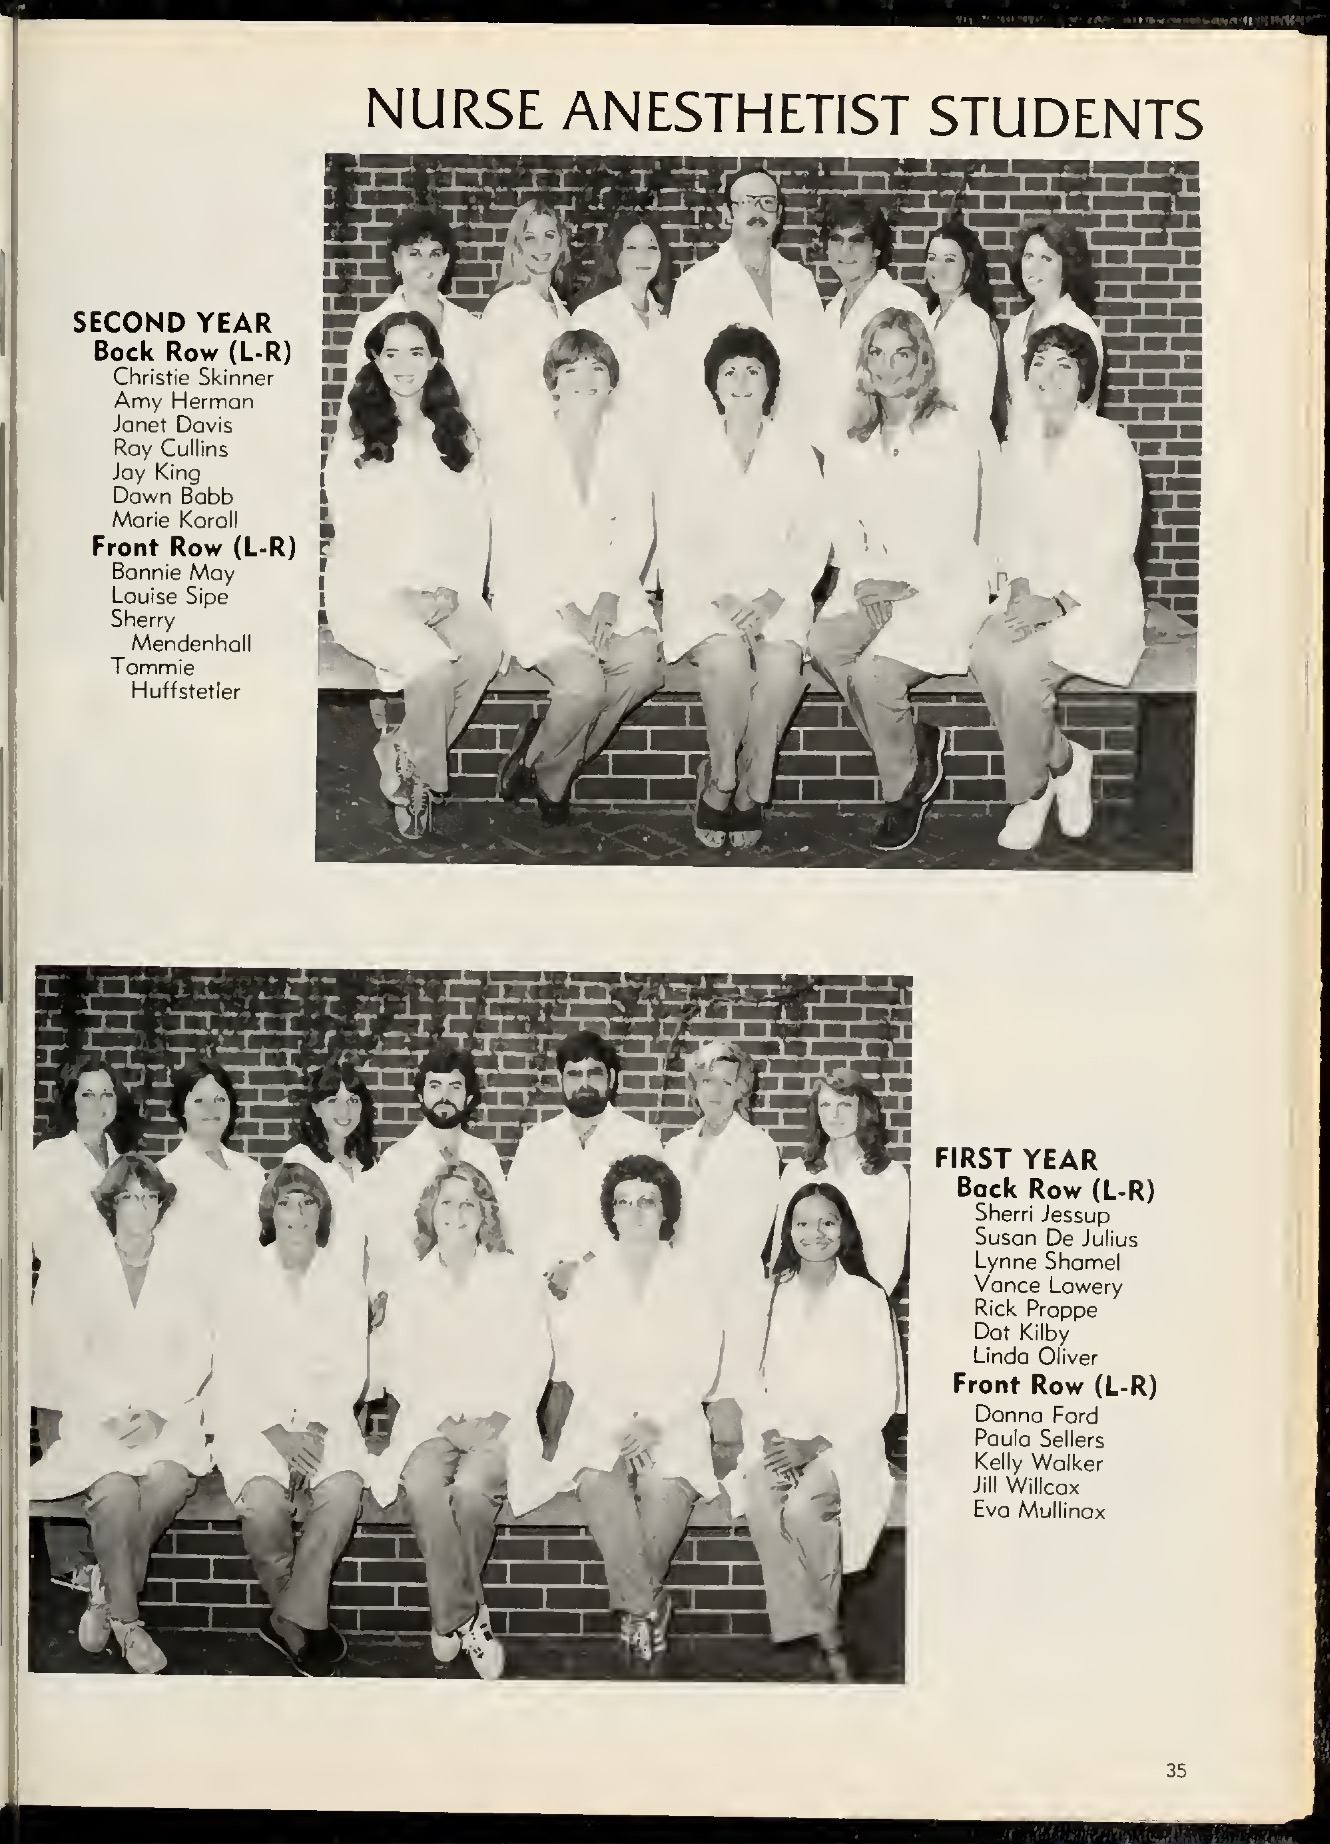 NURSE ANESTHETIST STUDENTS
SECOND YEAR
Back Row (L-R)
Christie Skinner
Amy Herman
Janet Davis
Ray Cullins
Jay King
Dawn Babb
Marie Karoll
Front Row (L-R)
Bonnie May
Louise Sipe
Sherry
Mendenhall
Tommie
Huffstetler
FIRST YEAR
Back Row (L-R)
Sherri Jessup
Susan De Julius
Lynne Shamel
Vance Lowery
Rick Proppe
Dot Kilby
Linda Oliver
Front Row (L-R)
Donna Ford
Paula Sellers
Kelly Walker
Jill Willcox
Eva Mullinax
35